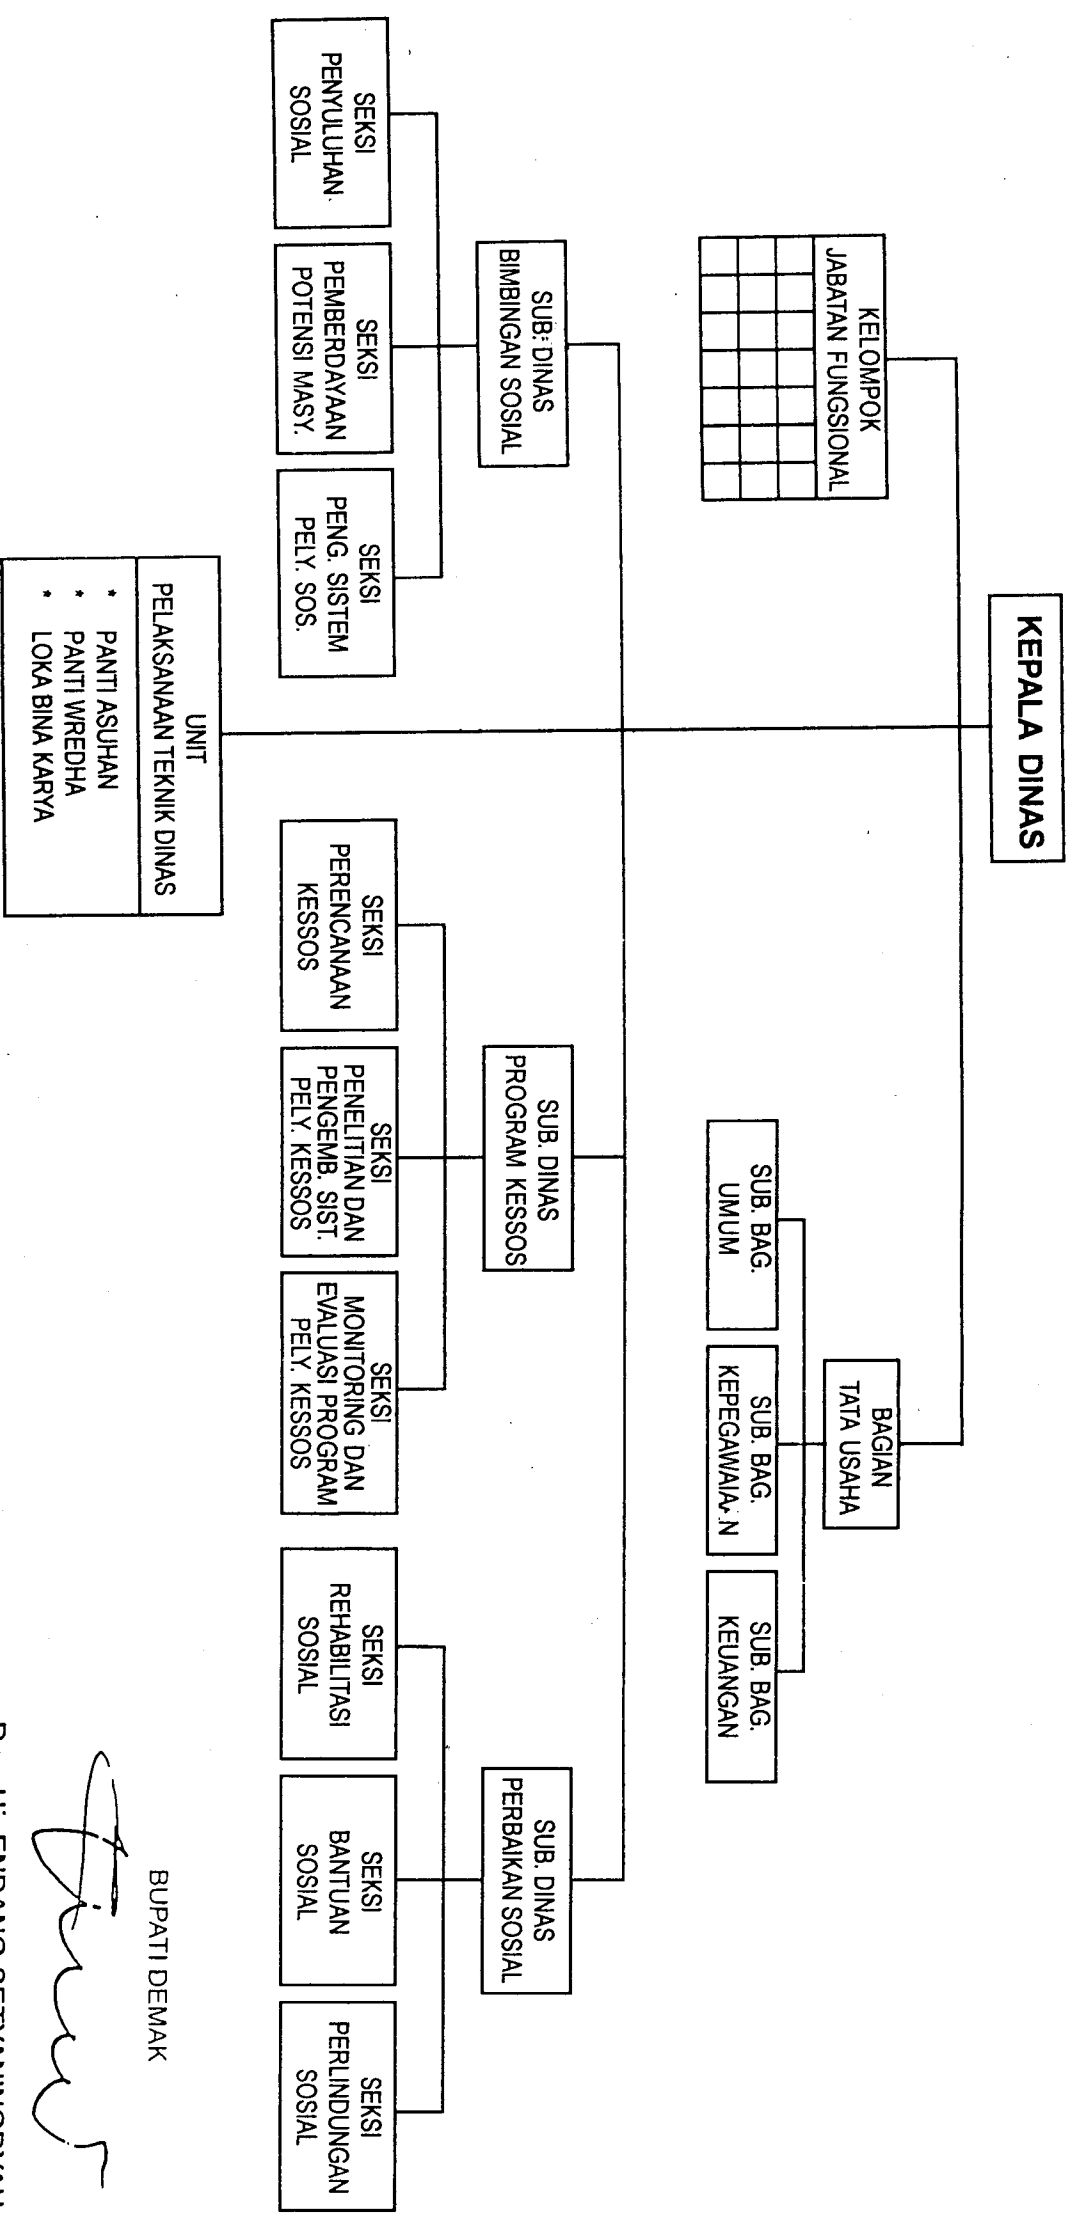 KEPALA DINAS
KELOMPOK
JABATAN FUNGSIONAL
BAGIAN
TATA USAHA
SUB. BAG.
UMUM
SUB. BAG.
KEPEGAWAIAN
SUB. BAG.
KEUANGAN
SUB. DINAS
BIMBINGAN SOSIAL
SUB. DINAS
PROGRAM KESSOS
SUB. DINAS
PERBAIKAN SOSIAL
SEKSI
PENYULUHAN
SOSIAL
SEKSI
PEMBERDAYAAN
POTENSI MASY.
SEKSI
PENG. SISTEM
PELY. SOS.
SEKSI
PERENCANAAN
KESSOS
SEKSI
PENELITIAN DAN
PENGEMB. SIST.
PELY. KESSOS
SEKSI
MONITORING DAN
EVALUASI PROGRAM
PELY. KESSOS
SEKSI
REHABILITASI
SOSIAL
SEKSI
BANTUAN
SOSIAL
SEKSI
PERLINDUNGAN
SOSIAL
UNIT
PELAKSANAAN TEKNIK DINAS
* PANTI ASUHAN
* PANTI WREDHA
* LOKA BINA KARYA
BUPATI DEMAK
ENDANG SETYANINGDYAH